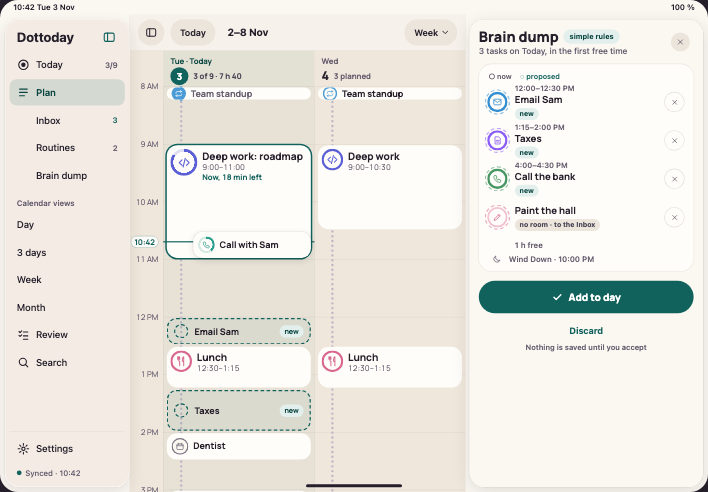 10:42 Tue 3 Nov
100 %
Dottoday
Today 3/9
Plan
Inbox 3
Routines 2
Brain dump
Calendar views
Day
3 days
Week
Month
Review
Search
Settings
Synced · 10:42
Today
2–8 Nov
Week
Tue · Today
3 3 of 9 · 7 h 40
Wed
4 3 planned
8 AM
9 AM
10 AM
10:42
11 AM
12 PM
1 PM
2 PM
3 PM
Team standup
Deep work: roadmap
9:00–11:00
Now, 18 min left
Call with Sam
Email Sam new
Lunch
12:30–1:15
Taxes new
Dentist
Team standup
Deep work
9:00–10:30
Lunch
12:30–1:15
Brain dump simple rules
3 tasks on Today, in the first free time
now proposed
12:00–12:30 PM
Email Sam
new
1:15–2:00 PM
Taxes
new
4:00–4:30 PM
Call the bank
new
Paint the hall
no room · to the Inbox
1 h free
Wind Down · 10:00 PM
Add to day
Discard
Nothing is saved until you accept